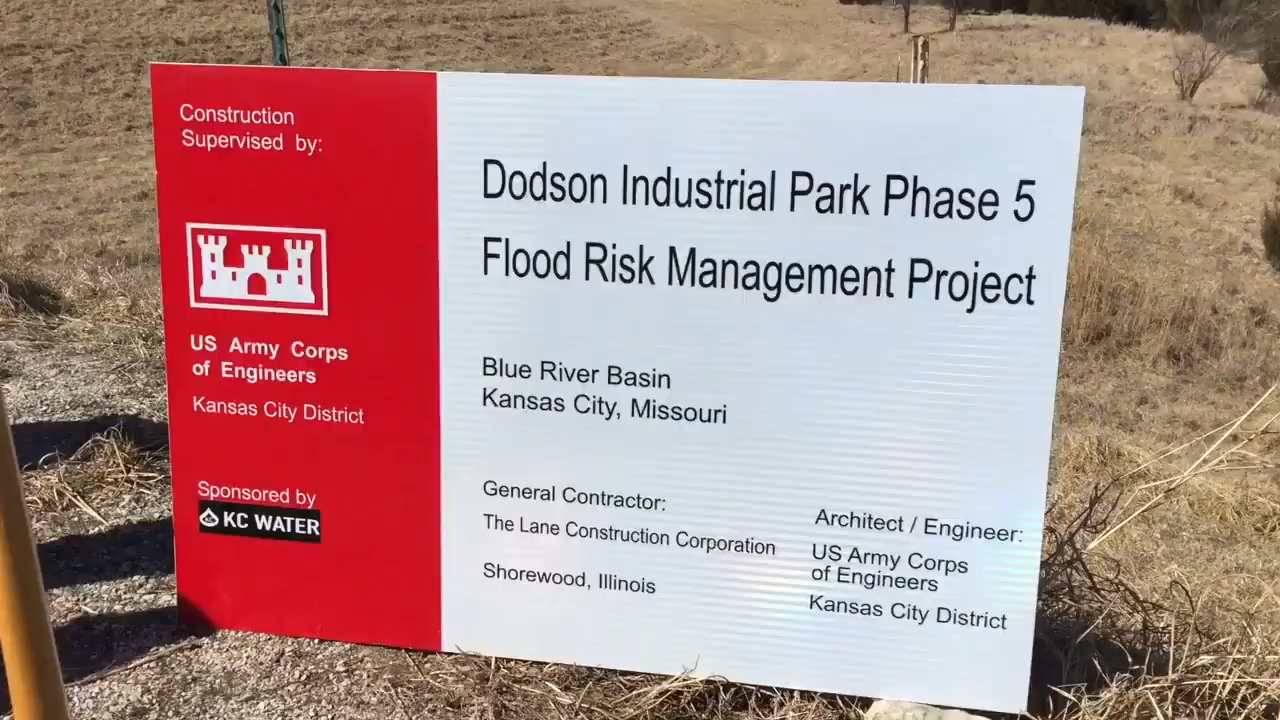 Construction
Supervised by:
US Army Corps
of Engineers
Kansas City District
Sponsored by
KC WATER
Dodson Industrial Park Phase 5
Flood Risk Management Project
Blue River Basin
Kansas City, Missouri
General Contractor:
The Lane Construction Corporation
Shorewood, Illinois
Architect / Engineer:
US Army Corps
of Engineers
Kansas City District